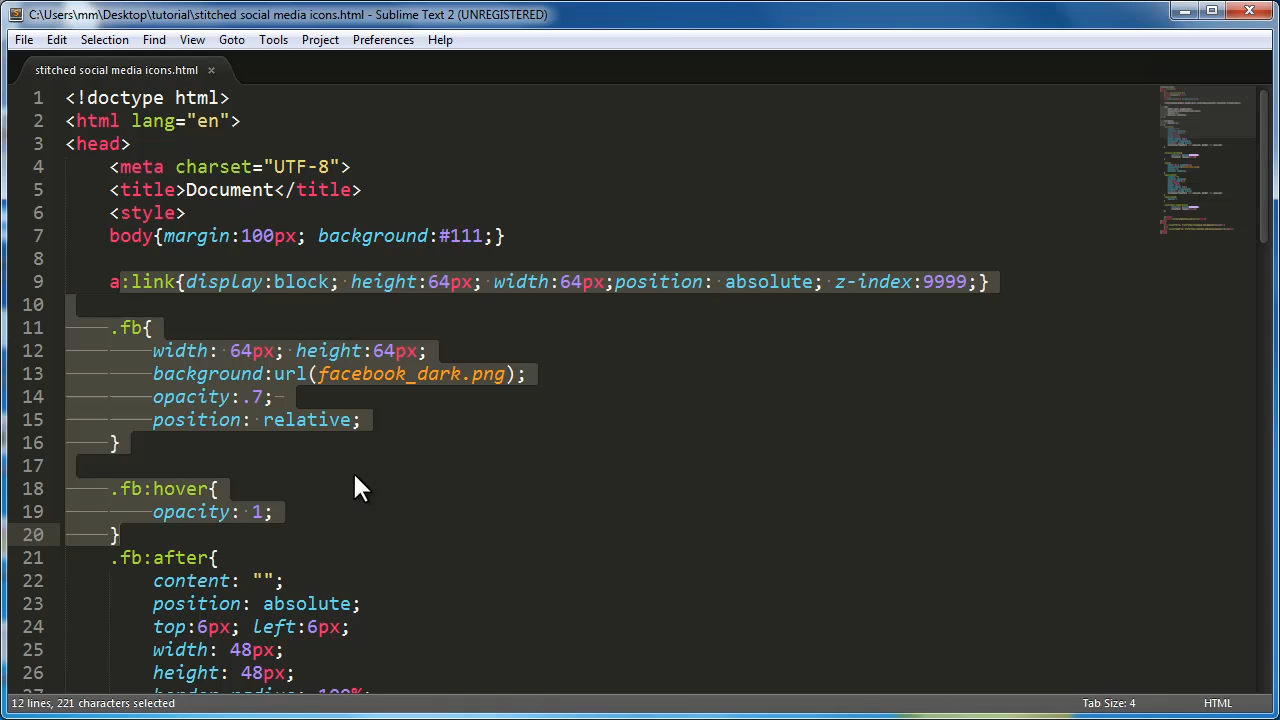 C:\Users\mm\Desktop\tutorial\stitched social media icons.html - Sublime Text 2 (UNREGISTERED)
File Edit Selection Find View Goto Tools Project Preferences Help
stitched social media icons.html ×
1 <!doctype html>
2 <html lang="en">
3 <head>
4 <meta charset="UTF-8">
5 <title>Document</title>
6 <style>
7 body{margin:100px; background:#111;}
8
9 a:link{display:block; height:64px; width:64px;position: absolute; z-index:9999;}
10
11 .fb{
12 width: 64px; height:64px;
13 background:url(facebook_dark.png);
14 opacity:.7;
15 position: relative;
16 }
17
18 .fb:hover{
19 opacity: 1;
20 }
21 .fb:after{
22 content: "";
23 position: absolute;
24 top:6px; left:6px;
25 width: 48px;
26 height: 48px;
27 border-radius: 100%;
12 lines, 221 characters selected
Tab Size: 4
HTML